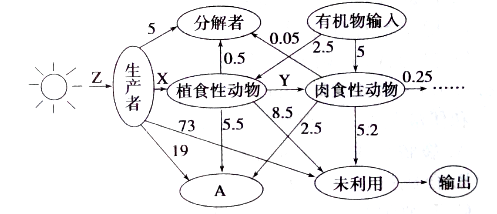 分解者
有机物输入
5
0.05
2.5
5
Z
生产者
X
0.5
植食性动物
Y
肉食性动物
0.25
……
73
19
5.5
8.5
2.5
5.2
A
未利用
输出